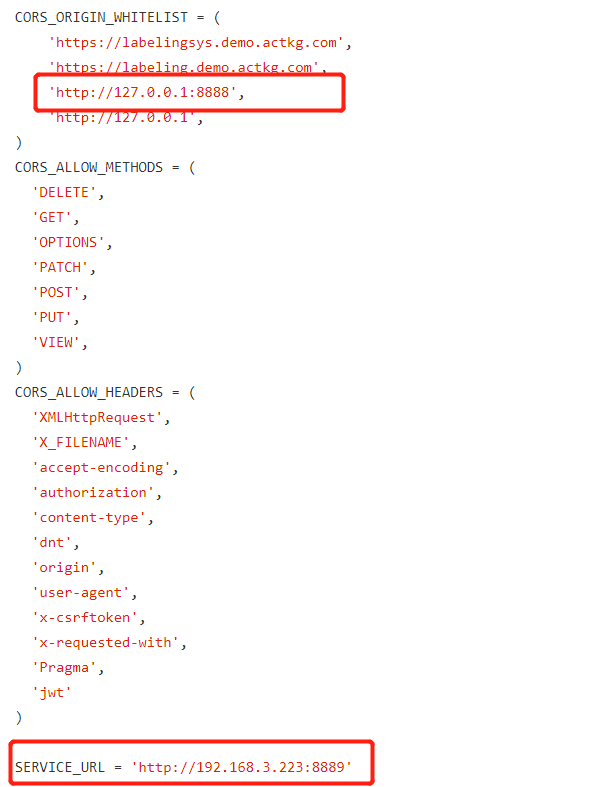 CORS_ORIGIN_WHITELIST = (
'https://labelingsys.demo.actkg.com',
'https://labeling.demo.actkg.com',
'http://127.0.0.1:8888',
'http://127.0.0.1',
)
CORS_ALLOW_METHODS = (
'DELETE',
'GET',
'OPTIONS',
'PATCH',
'POST',
'PUT',
'VIEW',
)
CORS_ALLOW_HEADERS = (
'XMLHttpRequest',
'X_FILENAME',
'accept-encoding',
'authorization',
'content-type',
'dnt',
'origin',
'user-agent',
'x-csrftoken',
'x-requested-with',
'Pragma',
'jwt'
)
SERVICE_URL = 'http://192.168.3.223:8889'